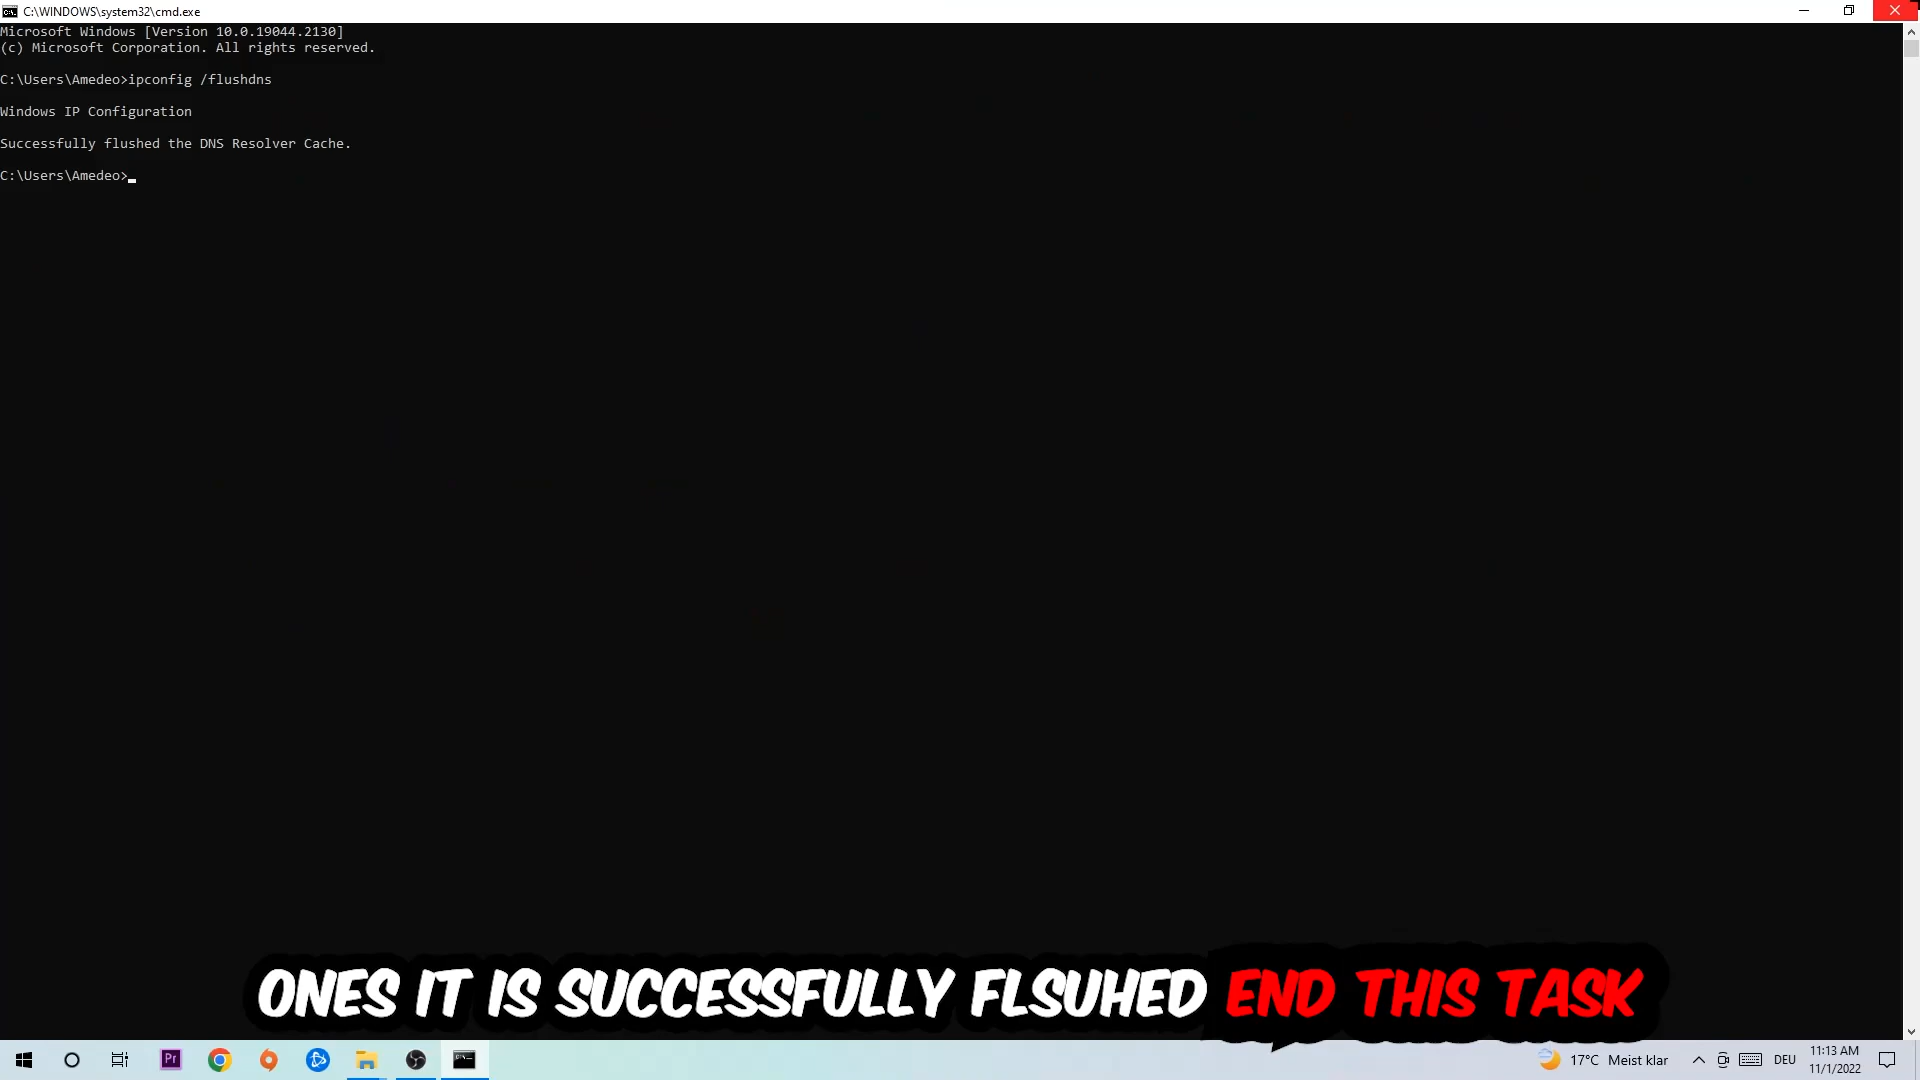 C:\WINDOWS\system32\cmd.exe
Microsoft Windows [Version 10.0.19044.2130]
(c) Microsoft Corporation. All rights reserved.
C:\Users\Amedeo>ipconfig /flushdns
Windows IP Configuration
Successfully flushed the DNS Resolver Cache.
C:\Users\Amedeo>
ONES IT IS SUCCESSFULLY FLSUHED END THIS TASK
Pr
17°C Meist klar
DEU
11:13 AM
11/1/2022